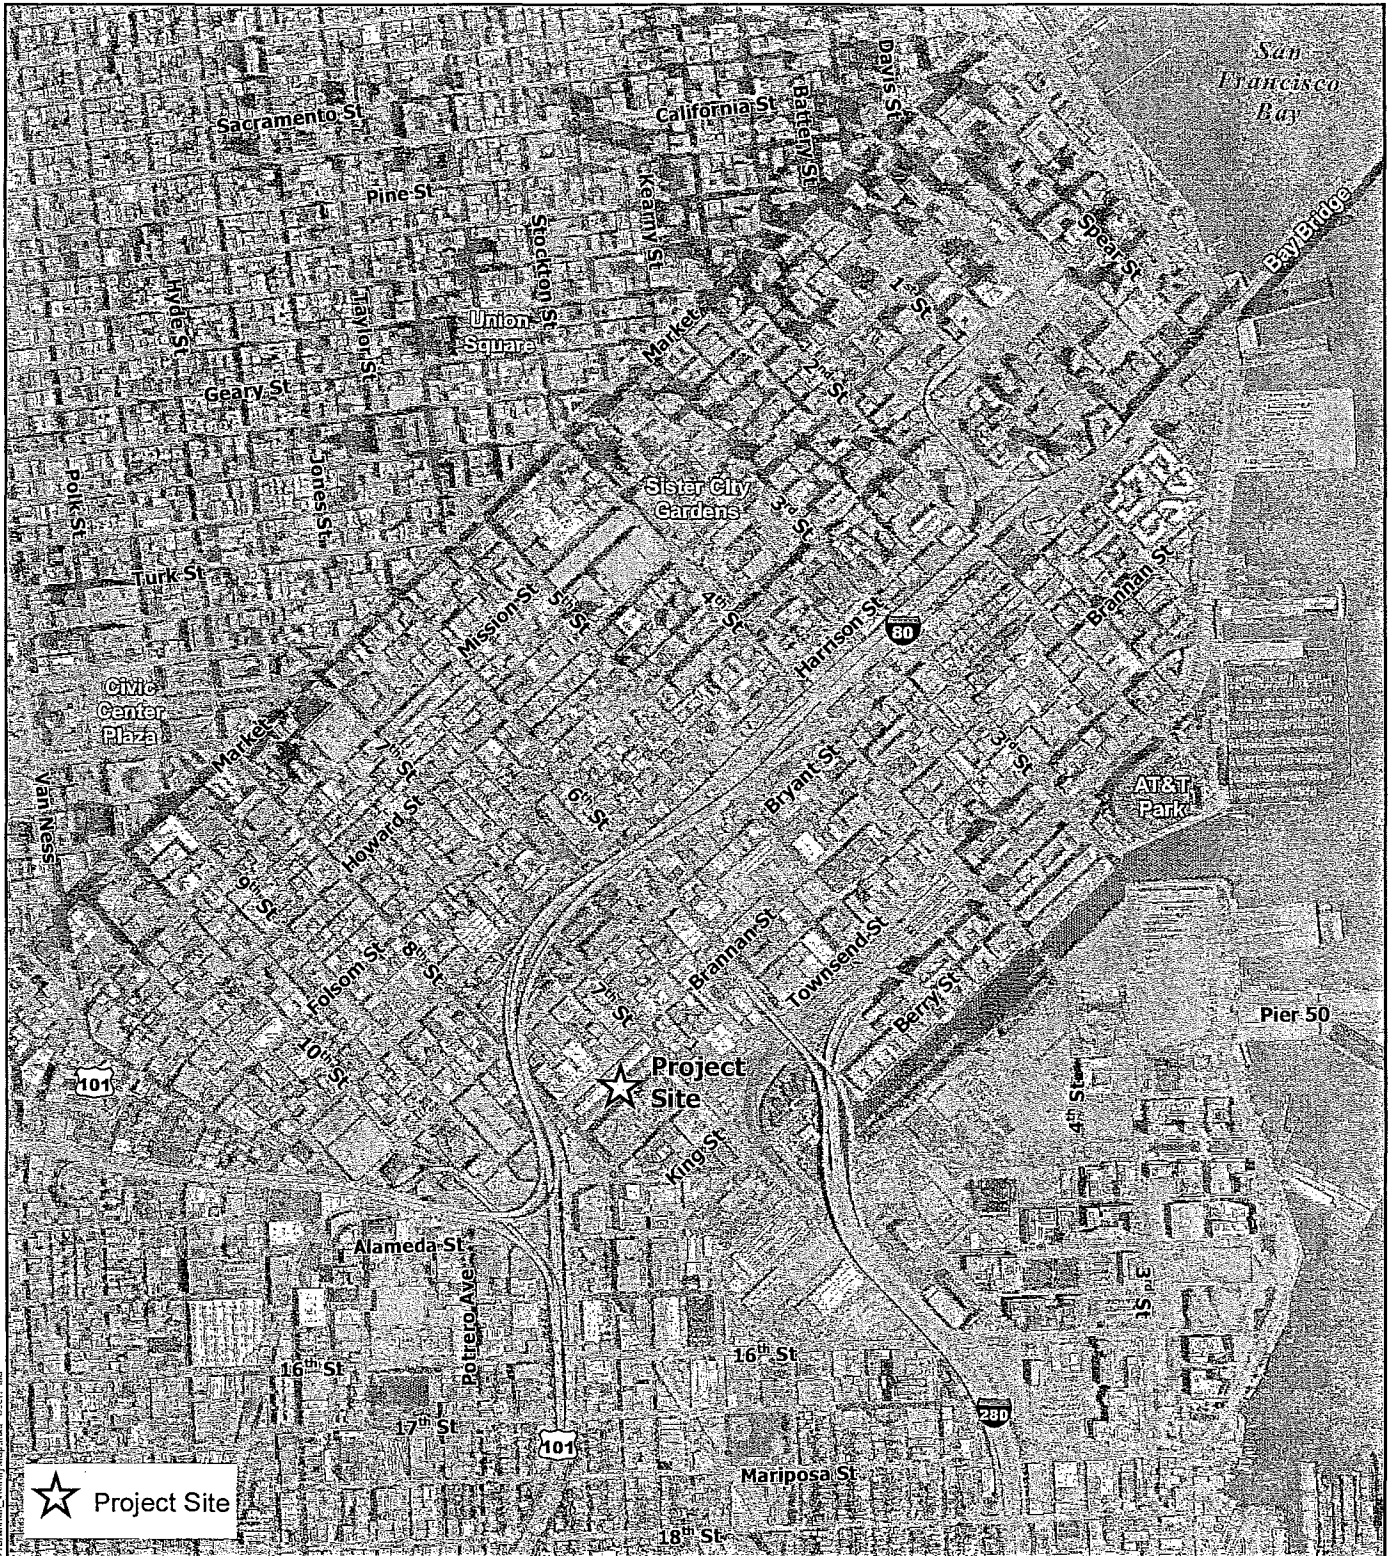 San
Francisco
Bay
Davis St
Sacramento St
California St
Battery St
Pine St
Kearny St
Stockton St
Spear St
Bay Bridge
Hyde St
Taylor St
Union
Square
Market
1st St
2nd St
Geary St
Polk St
Jones St
Sister City
Gardens
3rd St
Turk St
Mission St
5th St
4th St
Harrison St
80
Brannan St
Civic
Center
Plaza
Market
7th St
6th St
Bryant St
3rd St
AT&T
Park
Van Ness
Howard St
9th St
8th St
Folsom St
Brannan St
Townsend St
7th St
Berry St
Pier 50
10th St
101
Project
Site
4th St
King St
Alameda St
Potrero Ave
3rd St
16th St
16th St
17th St
101
280
Mariposa St
18th St
Project Site